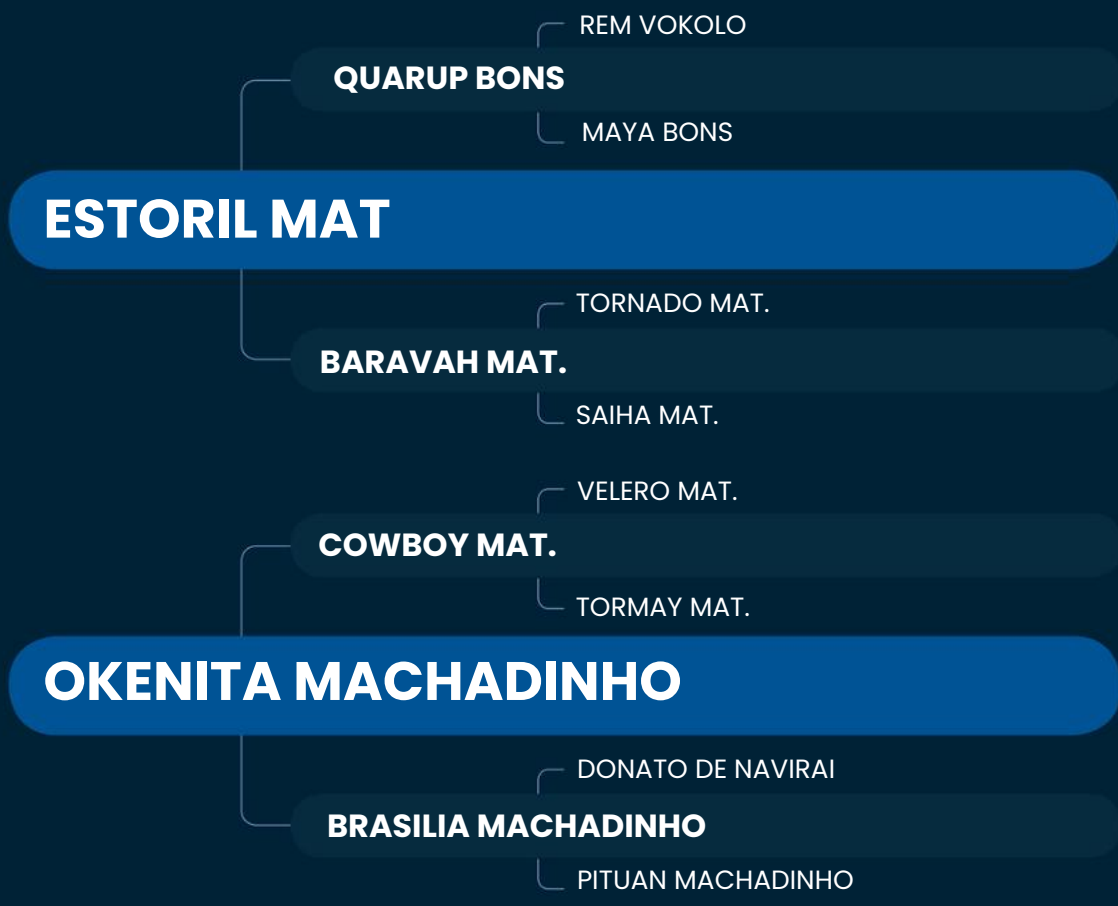 REM VOKOLO
QUARUP BONS
MAYA BONS
ESTORIL MAT
TORNADO MAT.
BARAVAH MAT.
SAIHA MAT.
VELERO MAT.
COWBOY MAT.
TORMAY MAT.
OKENITA MACHADINHO
DONATO DE NAVIRAI
BRASILIA MACHADINHO
PITUAN MACHADINHO